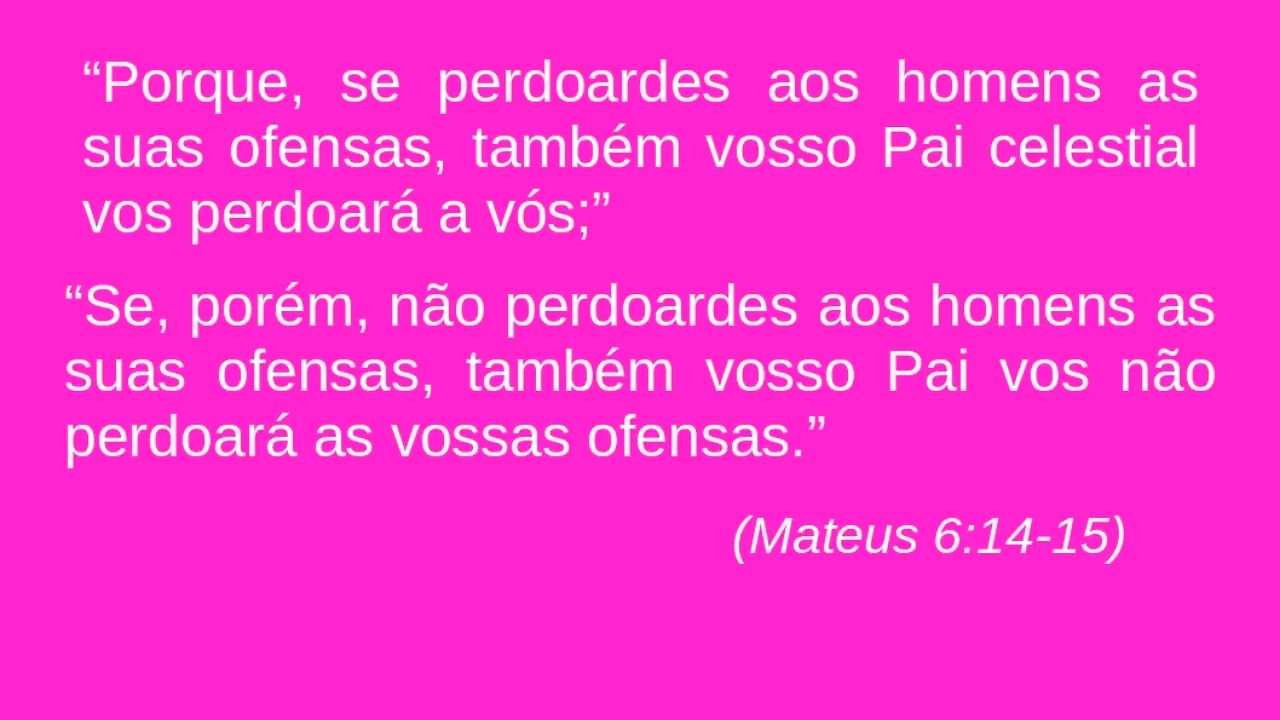 “Porque, se perdoardes aos homens as
suas ofensas, também vosso Pai celestial
vos perdoará a vós;”
“Se, porém, não perdoardes aos homens as
suas ofensas, também vosso Pai vos não
perdoará as vossas ofensas.”
(Mateus 6:14-15)